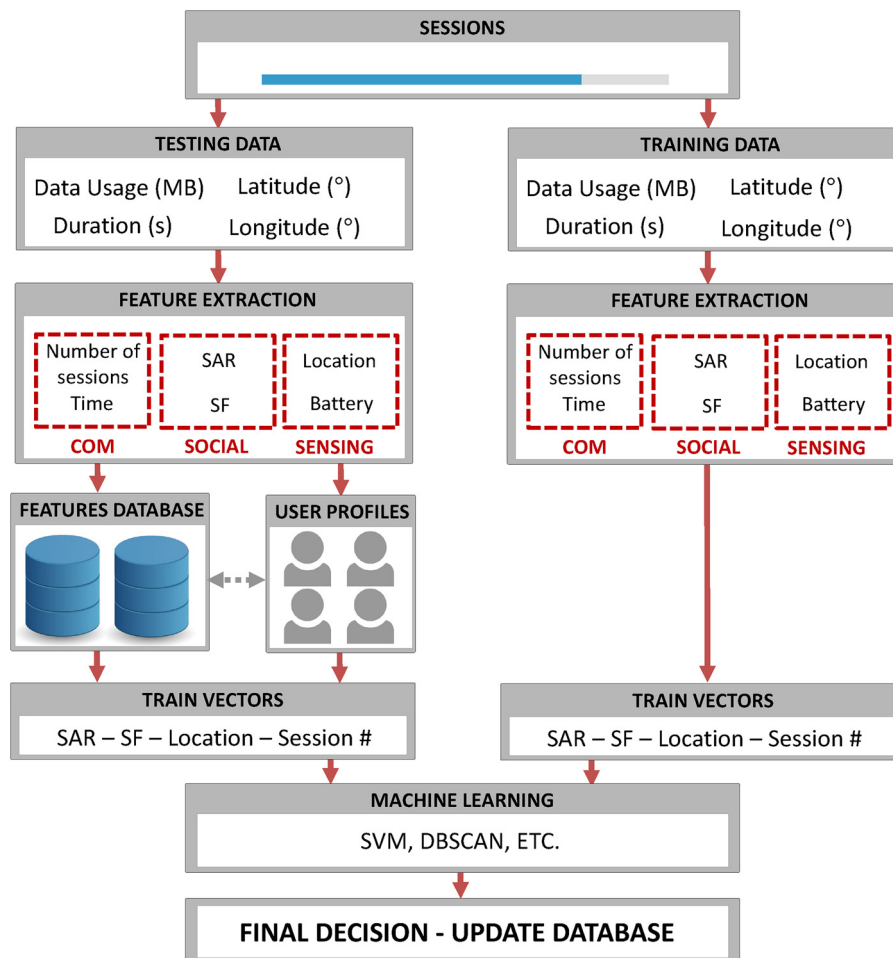 SESSIONS
TESTING DATA
Data Usage (MB) Latitude (°)
Duration (s) Longitude (°)
TRAINING DATA
Data Usage (MB) Latitude (°)
Duration (s) Longitude (°)
FEATURE EXTRACTION
Number of
sessions
Time
SAR
SF
Location
Battery
COM SOCIAL SENSING
FEATURE EXTRACTION
Number of
sessions
Time
SAR
SF
Location
Battery
COM SOCIAL SENSING
FEATURES DATABASE
USER PROFILES
TRAIN VECTORS
SAR – SF – Location – Session #
TRAIN VECTORS
SAR – SF – Location – Session #
MACHINE LEARNING
SVM, DBSCAN, ETC.
FINAL DECISION - UPDATE DATABASE